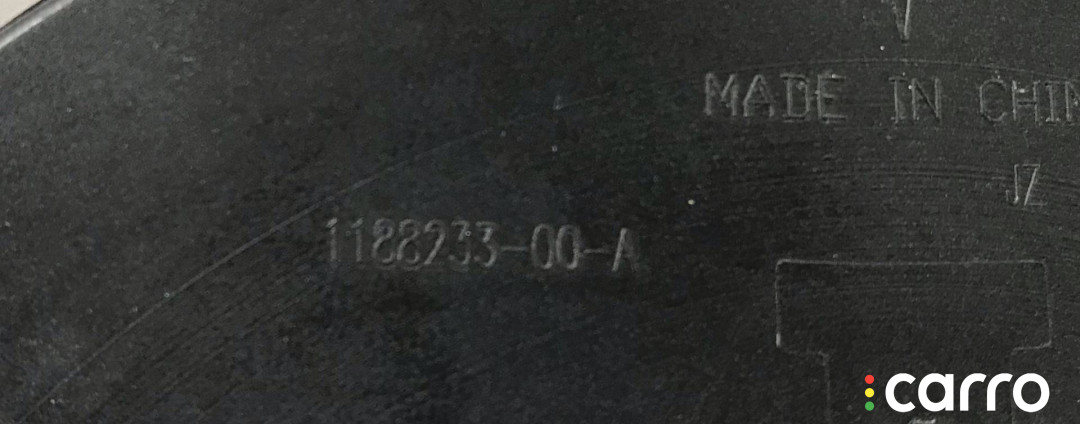 MADE IN CHIN
JZ
1188233-00-A
carro